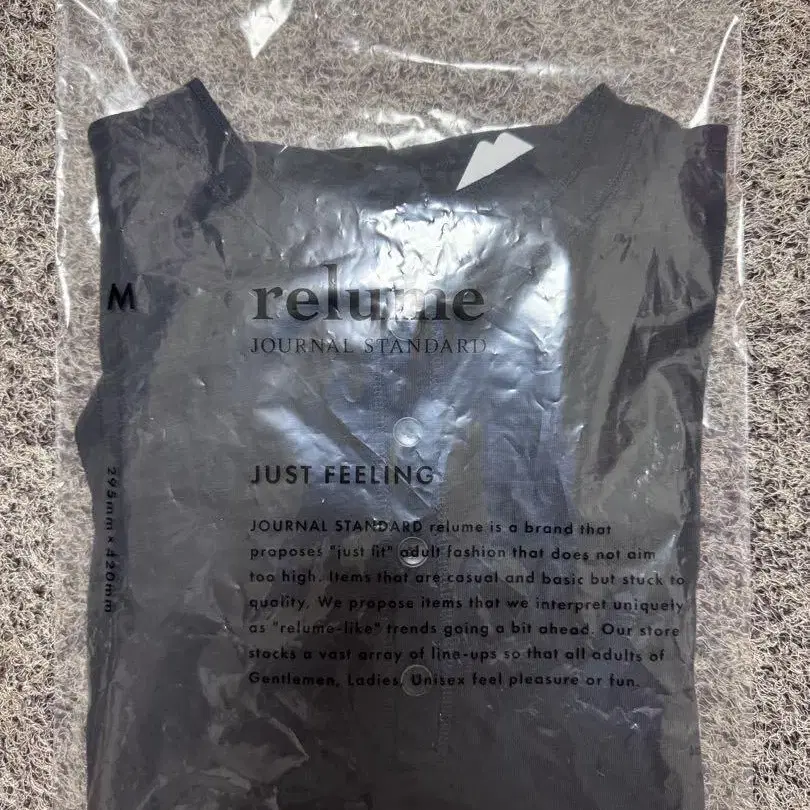 M
relume
JOURNAL STANDARD
JUST FEELING
295mm × 420mm
JOURNAL STANDARD relume is a brand that
proposes "just fit" adult fashion that does not aim
too high. Items that are casual and basic but stuck to
quality. We propose items that we interpret uniquely
as "relume-like" trends going a bit ahead. Our store
stocks a vast array of line-ups so that all adults of
Gentlemen, Ladies, Unisex feel pleasure or fun.